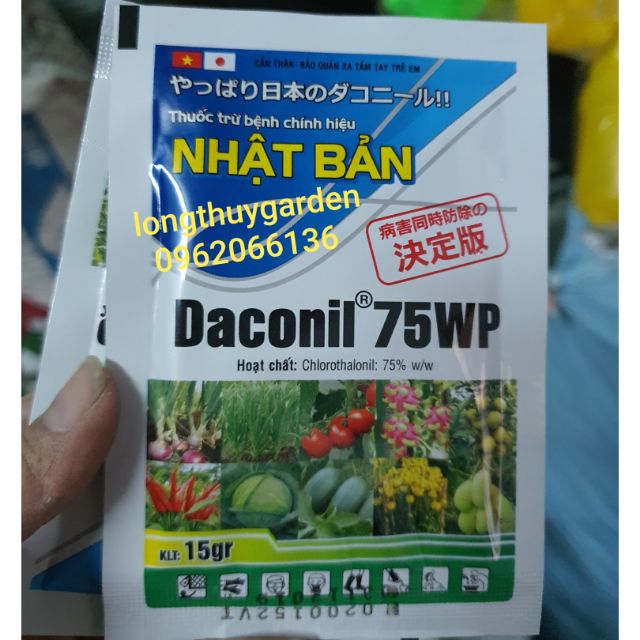 CẨN THẬN- BẢO QUẢN XA TẦM TAY TRẺ EM
やっぱり日本のダコニール!!
Thuốc trừ bệnh chính hiệu
NHẬT BẢN
longthuygarden
0962066136
病害同時防除の
決定版
Daconil® 75WP
Hoạt chất: Chlorothalonil: 75% w/w
KLT: 15gr